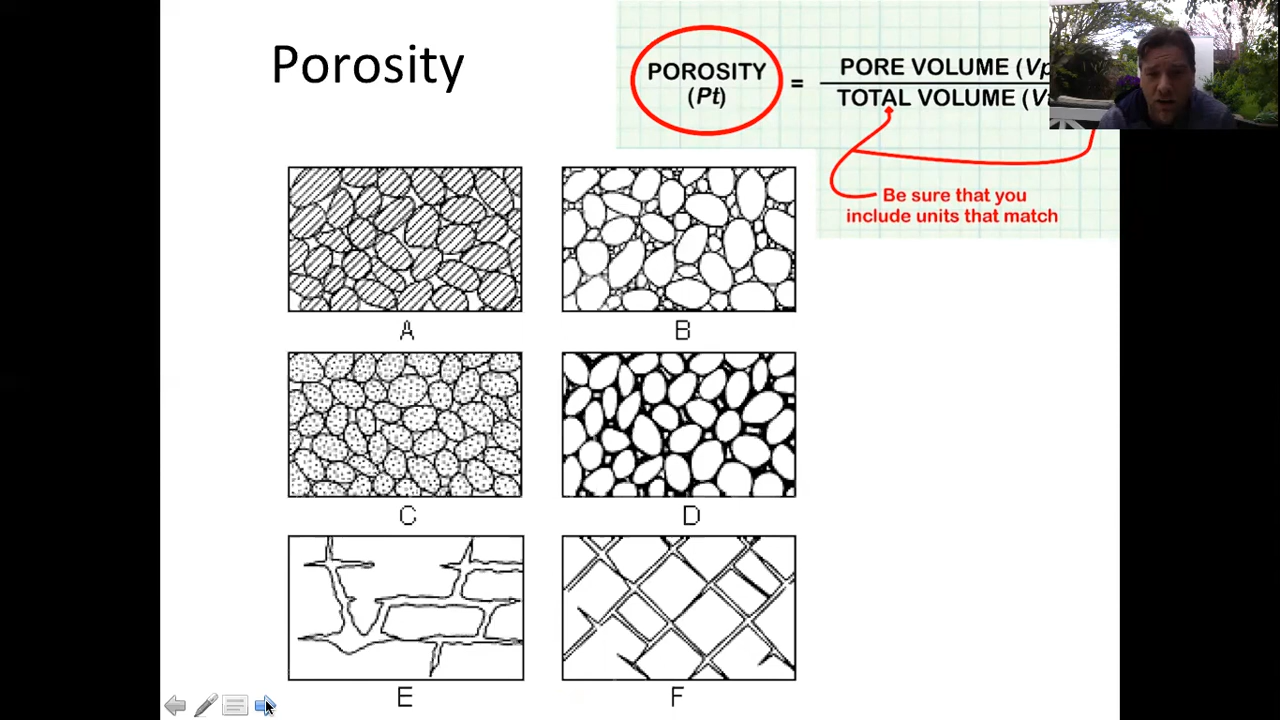 Porosity
POROSITY
(Pt)
=
PORE VOLUME (Vp
TOTAL VOLUME (V
Be sure that you
include units that match
A
B
C
D
E
F